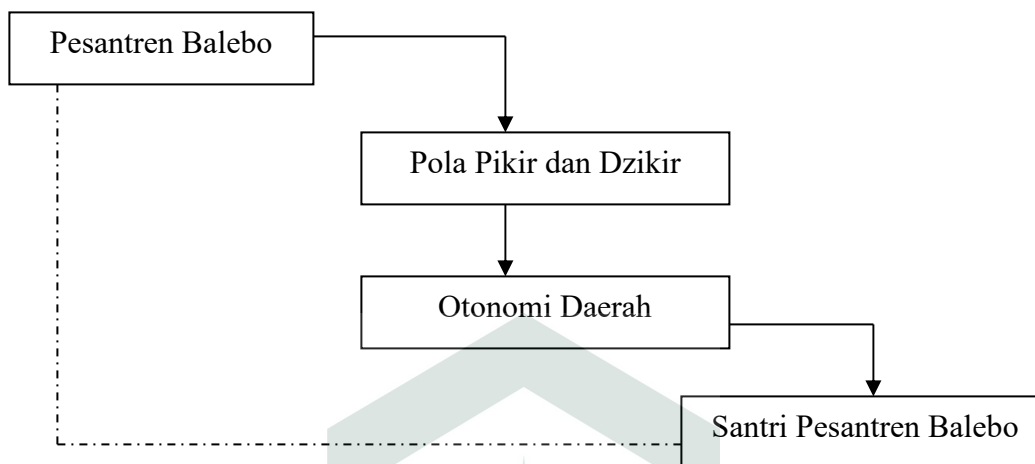 Pesantren Balebo
Pola Pikir dan Dzikir
Otonomi Daerah
Santri Pesantren Balebo